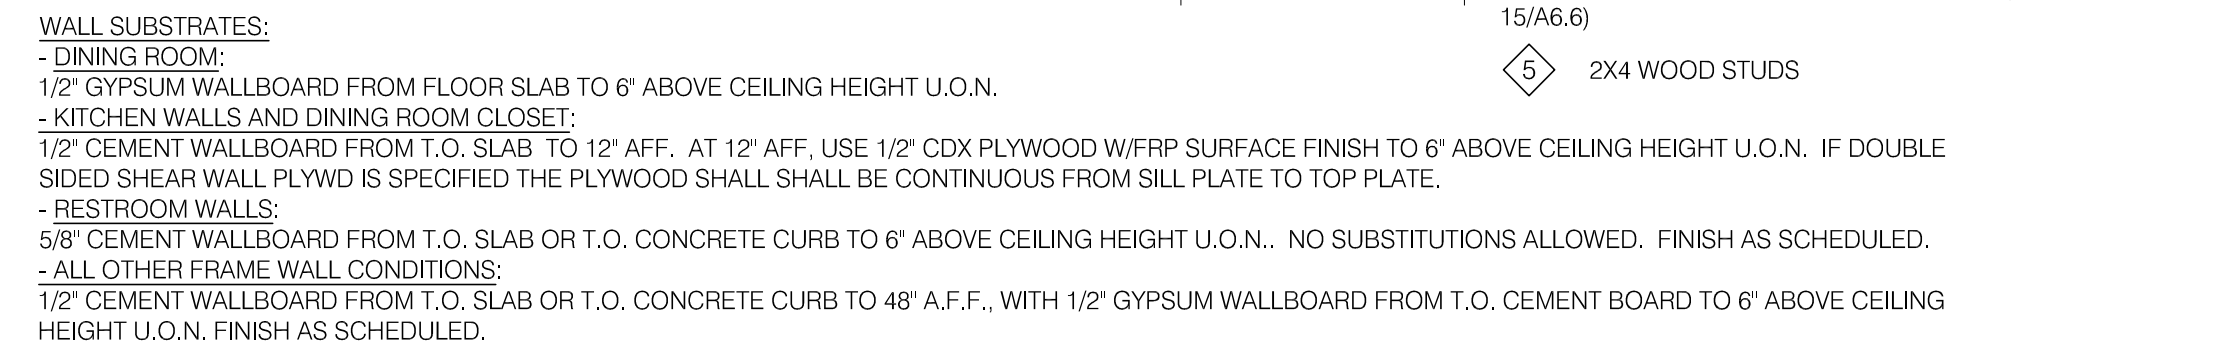 WALL SUBSTRATES:
- DINING ROOM:
1/2" GYPSUM WALLBOARD FROM FLOOR SLAB TO 6" ABOVE CEILING HEIGHT U.O.N.
- KITCHEN WALLS AND DINING ROOM CLOSET:
1/2" CEMENT WALLBOARD FROM T.O. SLAB  TO 12" AFF.  AT 12" AFF, USE 1/2" CDX PLYWOOD W/FRP SURFACE FINISH TO 6" ABOVE CEILING HEIGHT U.O.N.  IF DOUBLE
SIDED SHEAR WALL PLYWD IS SPECIFIED THE PLYWOOD SHALL SHALL BE CONTINUOUS FROM SILL PLATE TO TOP PLATE.
- RESTROOM WALLS:
5/8" CEMENT WALLBOARD FROM T.O. SLAB OR T.O. CONCRETE CURB TO 6" ABOVE CEILING HEIGHT U.O.N..  NO SUBSTITUTIONS ALLOWED.  FINISH AS SCHEDULED.
- ALL OTHER FRAME WALL CONDITIONS:
1/2" CEMENT WALLBOARD FROM T.O. SLAB OR T.O. CONCRETE CURB TO 48" A.F.F., WITH 1/2" GYPSUM WALLBOARD FROM T.O. CEMENT BOARD TO 6" ABOVE CEILING
HEIGHT U.O.N. FINISH AS SCHEDULED.
15/A6.6)
5 2X4 WOOD STUDS